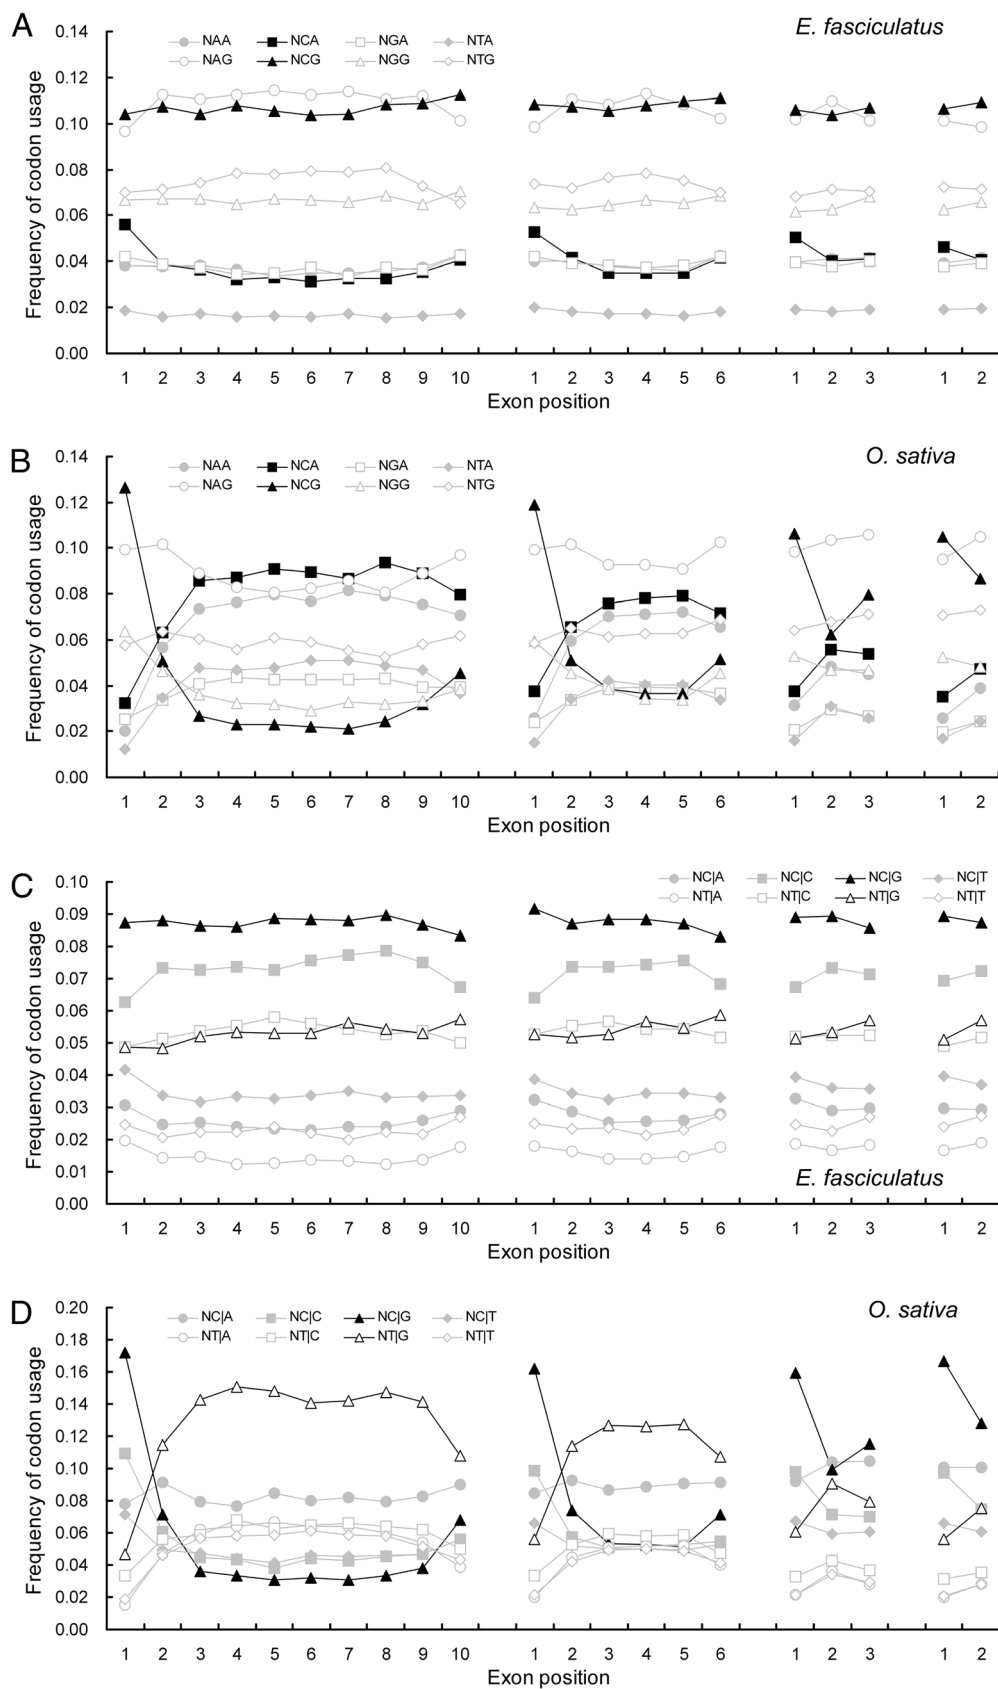 A
E. fasciculatus
NAA NCA NGA NTA
NAG NCG NGG NTG
Frequency of codon usage
0.14
0.12
0.10
0.08
0.06
0.04
0.02
0.00
1 2 3 4 5 6 7 8 9 10 1 2 3 4 5 6 1 2 3 1 2
Exon position
B
O. sativa
NAA NCA NGA NTA
NAG NCG NGG NTG
Frequency of codon usage
0.14
0.12
0.10
0.08
0.06
0.04
0.02
0.00
1 2 3 4 5 6 7 8 9 10 1 2 3 4 5 6 1 2 3 1 2
Exon position
C
NC|A NC|C NC|G NC|T
NT|A NT|C NT|G NT|T
Frequency of codon usage
0.10
0.09
0.08
0.07
0.06
0.05
0.04
0.03
0.02
0.01
0.00
E. fasciculatus
1 2 3 4 5 6 7 8 9 10 1 2 3 4 5 6 1 2 3 1 2
Exon position
D
O. sativa
NC|A NC|C NC|G NC|T
NT|A NT|C NT|G NT|T
Frequency of codon usage
0.20
0.18
0.16
0.14
0.12
0.10
0.08
0.06
0.04
0.02
0.00
1 2 3 4 5 6 7 8 9 10 1 2 3 4 5 6 1 2 3 1 2
Exon position